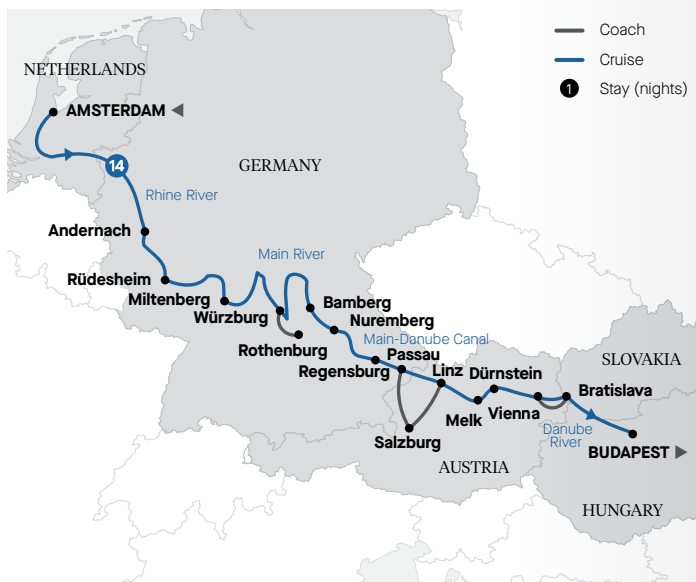 Coach
Cruise
1 Stay (nights)
NETHERLANDS
AMSTERDAM
14
GERMANY
Rhine River
Andernach
Main River
Rüdesheim
Miltenberg
Würzburg
Bamberg
Nuremberg
Rothenburg
Main-Danube Canal
Regensburg
Passau
Linz
Dürnstein
SLOVAKIA
Bratislava
Melk
Vienna
Salzburg
Danube
River
BUDAPEST
AUSTRIA
HUNGARY